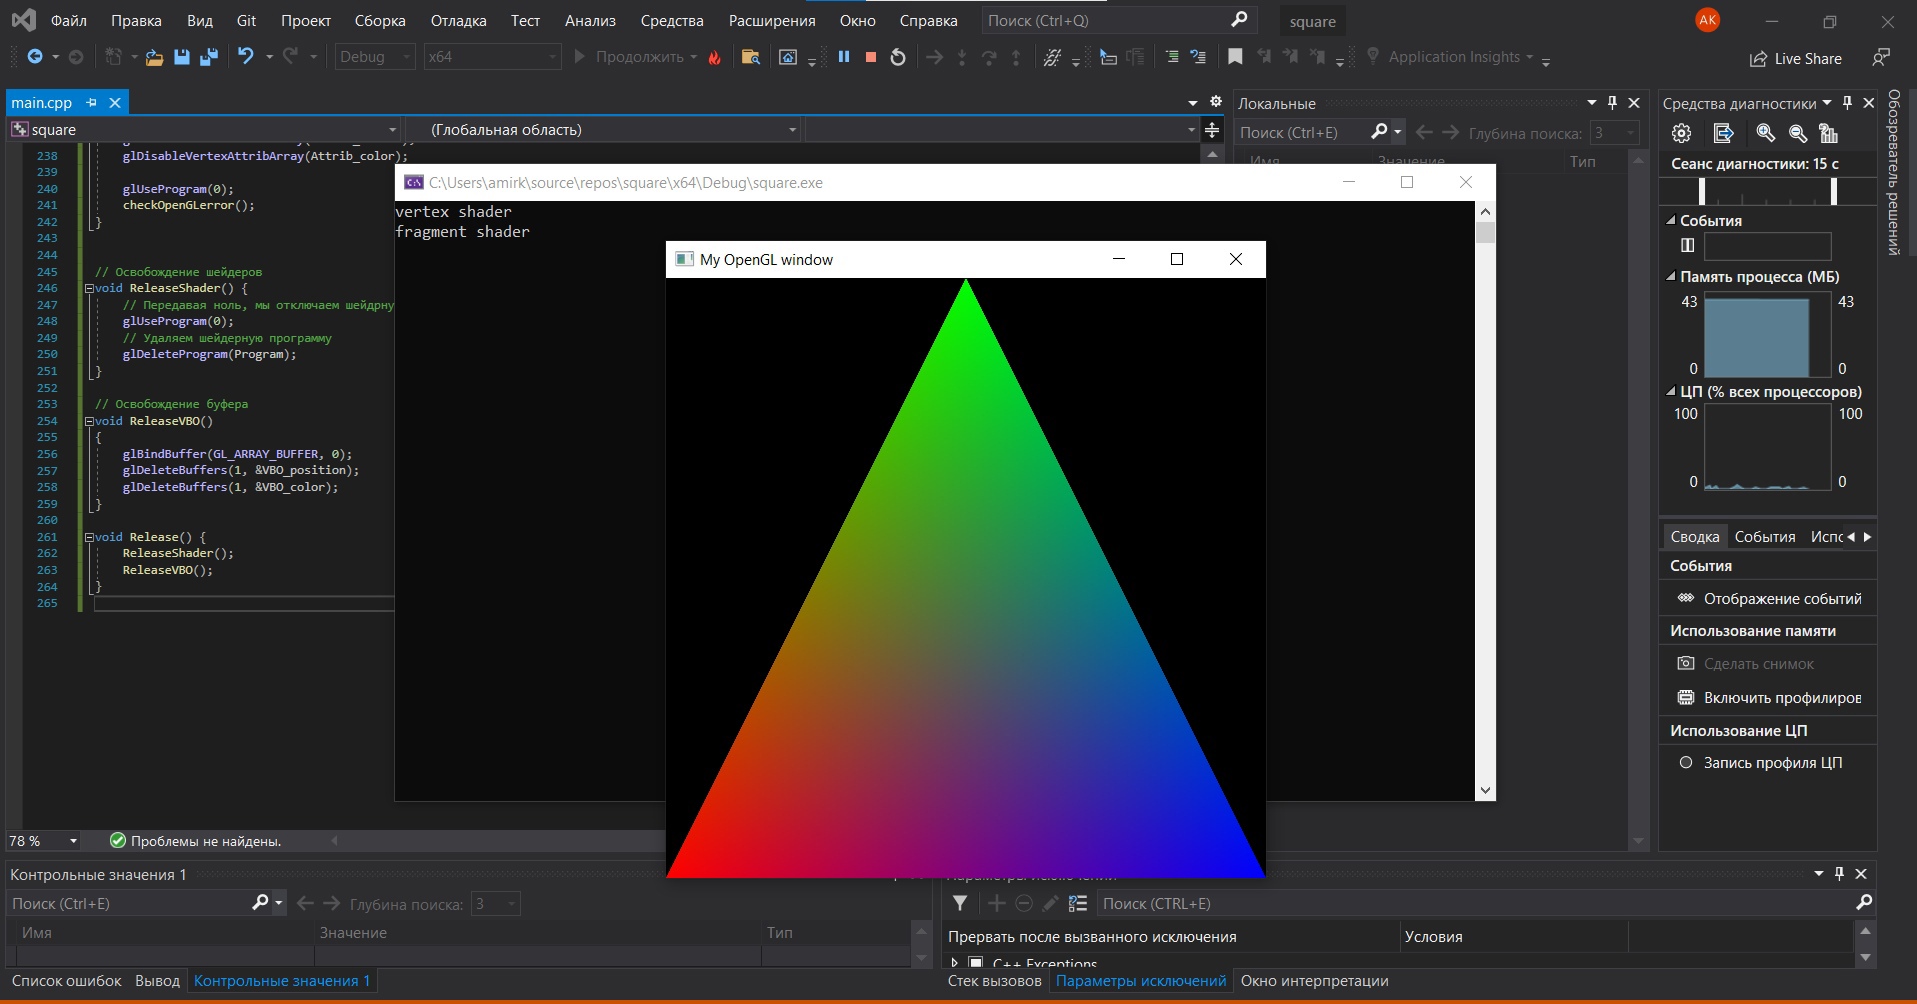 Файл Правка Вид Git Проект Сборка Отладка Тест Анализ Средства Расширения Окно Справка Поиск (Ctrl+Q) square АК
Debug x64 Продолжить Application Insights Live Share
main.cpp
square (Глобальная область)
238 glDisableVertexAttribArray(Attrib_color);
239
240 glUseProgram(0);
241 checkOpenGLerror();
242 }
243
244
245 // Освобождение шейдеров
246 void ReleaseShader() {
247 // Передавая ноль, мы отключаем шейдрну
248 glUseProgram(0);
249 // Удаляем шейдерную программу
250 glDeleteProgram(Program);
251 }
252
253 // Освобождение буфера
254 void ReleaseVBO()
255 {
256 glBindBuffer(GL_ARRAY_BUFFER, 0);
257 glDeleteBuffers(1, &VBO_position);
258 glDeleteBuffers(1, &VBO_color);
259 }
260
261 void Release() {
262 ReleaseShader();
263 ReleaseVBO();
264 }
265
78 % Проблемы не найдены.
C:\Users\amirk\source\repos\square\x64\Debug\square.exe
vertex shader
fragment shader
My OpenGL window
Локальные
Поиск (Ctrl+E) Глубина поиска: 3
Имя Значение Тип
Средства диагностики
Сеанс диагностики: 15 с
События
Память процесса (МБ)
43 43
0 0
ЦП (% всех процессоров)
100 100
0 0
Сводка События Испо
События
Отображение событий
Использование памяти
Сделать снимок
Включить профилиров
Использование ЦП
Запись профиля ЦП
Обозреватель решений
Контрольные значения 1
Поиск (Ctrl+E) Глубина поиска: 3
Имя Значение Тип
Список ошибок Вывод Контрольные значения 1
Параметры исключений
Поиск (CTRL+E)
Прервать после вызванного исключения Условия
C++ Exceptions
Стек вызовов Параметры исключений Окно интерпретации